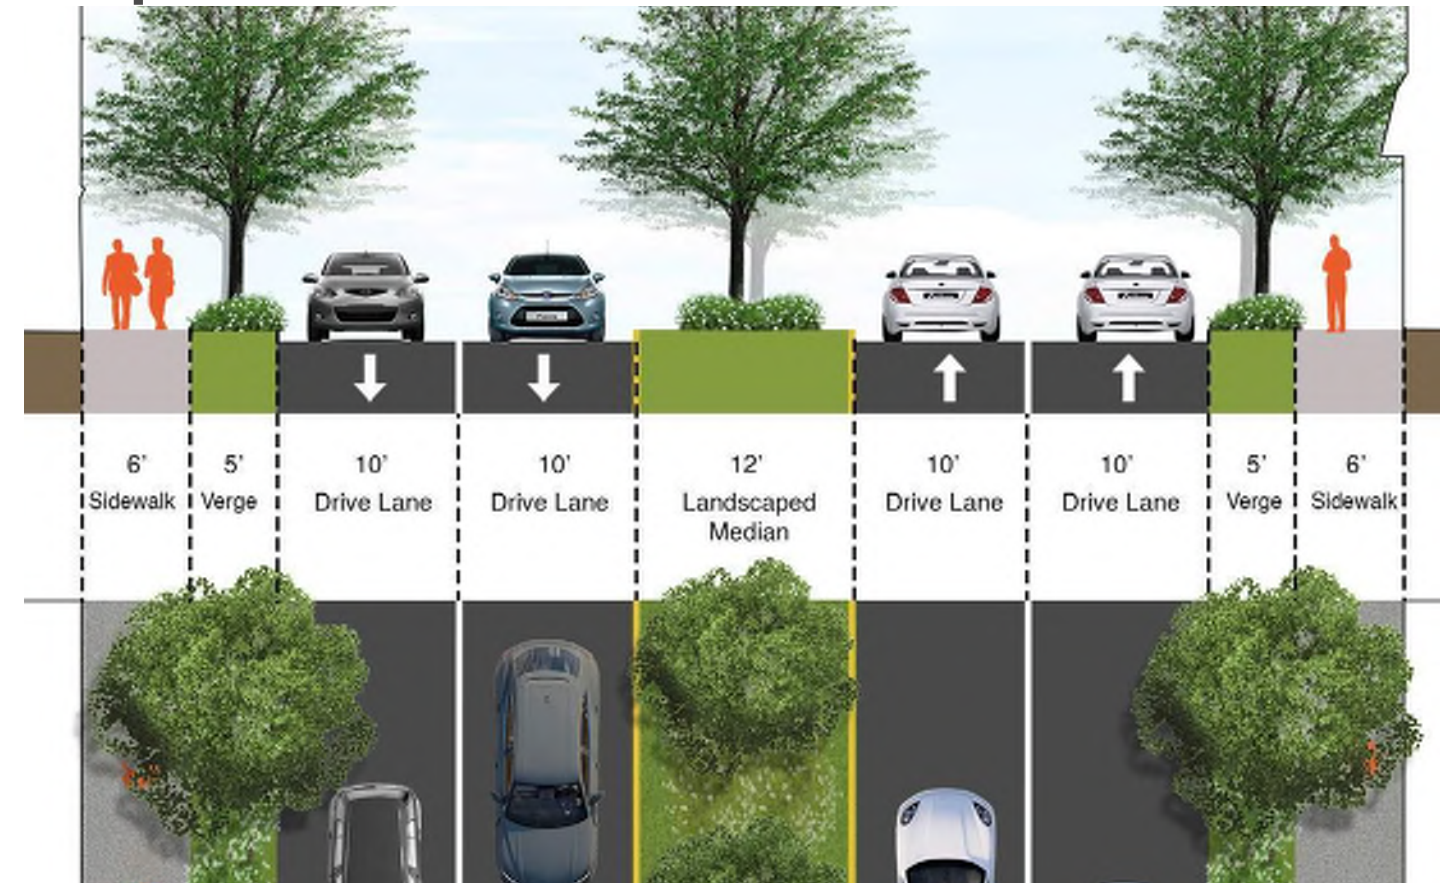 6' 5' 10' 10' 12' 10' 10' 5' 6'
Sidewalk Verge Drive Lane Drive Lane Landscaped Drive Lane Drive Lane Verge Sidewalk
Median